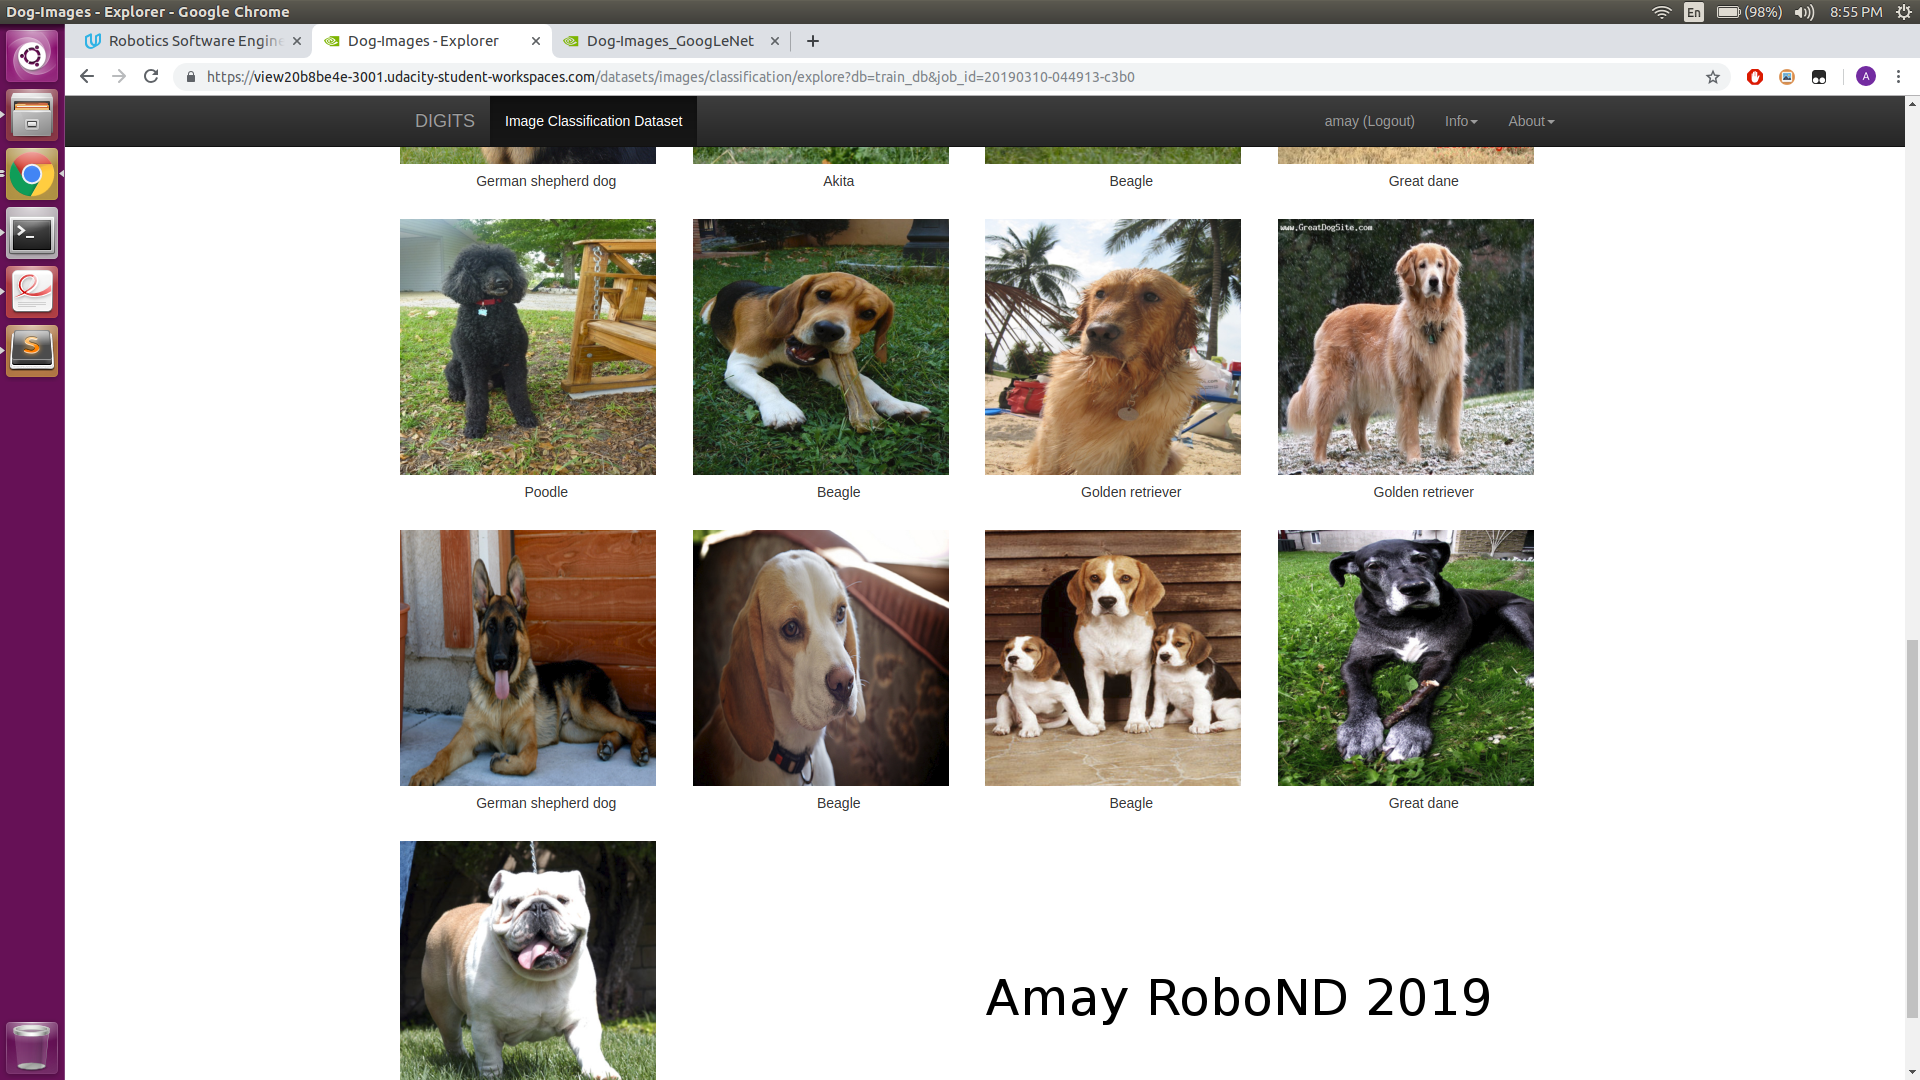 Dog-Images - Explorer - Google Chrome
En (98%) 8:55 PM
Robotics Software Engine
Dog-Images - Explorer
Dog-Images_GoogLeNet
https://view20b8be4e-3001.udacity-student-workspaces.com/datasets/images/classification/explore?db=train_db&job_id=20190310-044913-c3b0
A
DIGITS Image Classification Dataset amay (Logout) Info About
German shepherd dog Akita Beagle Great dane
www.GreatDogSite.com
Poodle Beagle Golden retriever Golden retriever
German shepherd dog Beagle Beagle Great dane
Amay RoboND 2019